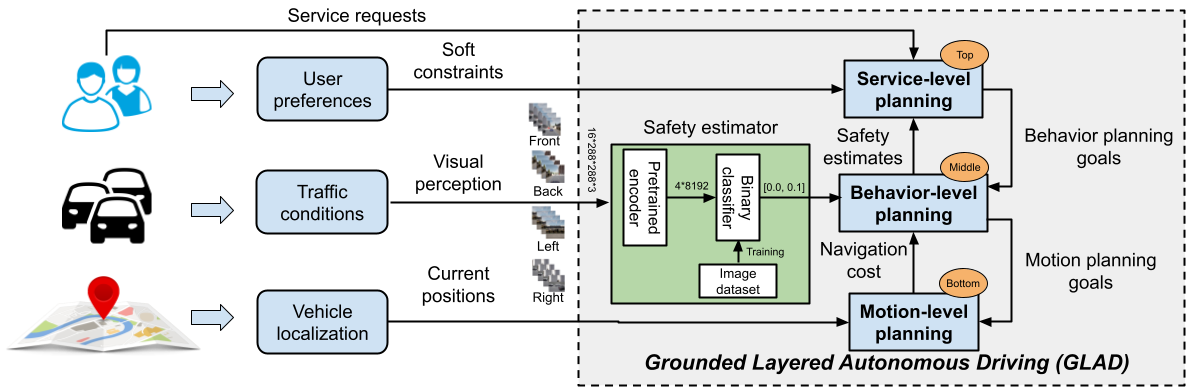 Service requests
Soft
constraints
User
preferences
Top
Service-level
planning
Front
16*288*288*3
Safety estimator
Safety
estimates
Behavior planning
goals
Visual
perception
Back
Pretrained
encoder
4*8192
Binary
classifier
[0.0, 0.1]
Middle
Behavior-level
planning
Traffic
conditions
Left
Training
Image
dataset
Navigation
cost
Motion planning
goals
Current
positions
Right
Bottom
Vehicle
localization
Motion-level
planning
Grounded Layered Autonomous Driving (GLAD)